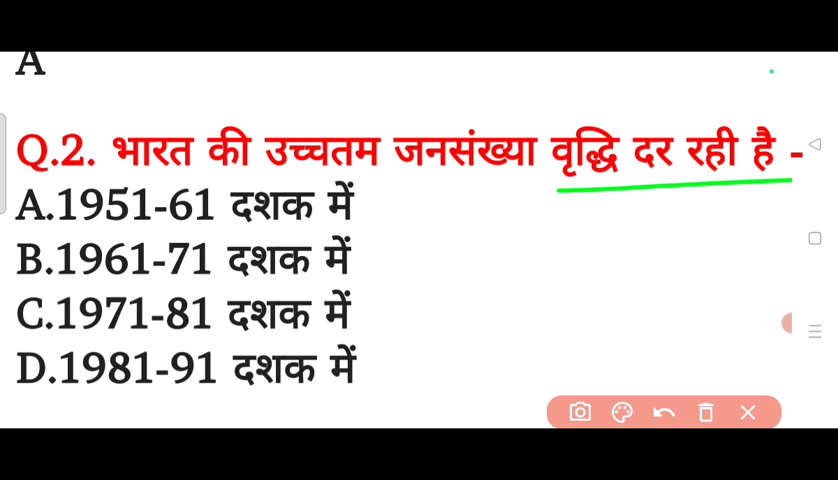 A
Q.2. भारत की उच्चतम जनसंख्या वृद्धि दर रही है -
A.1951-61 दशक में
B.1961-71 दशक में
C.1971-81 दशक में
D.1981-91 दशक में